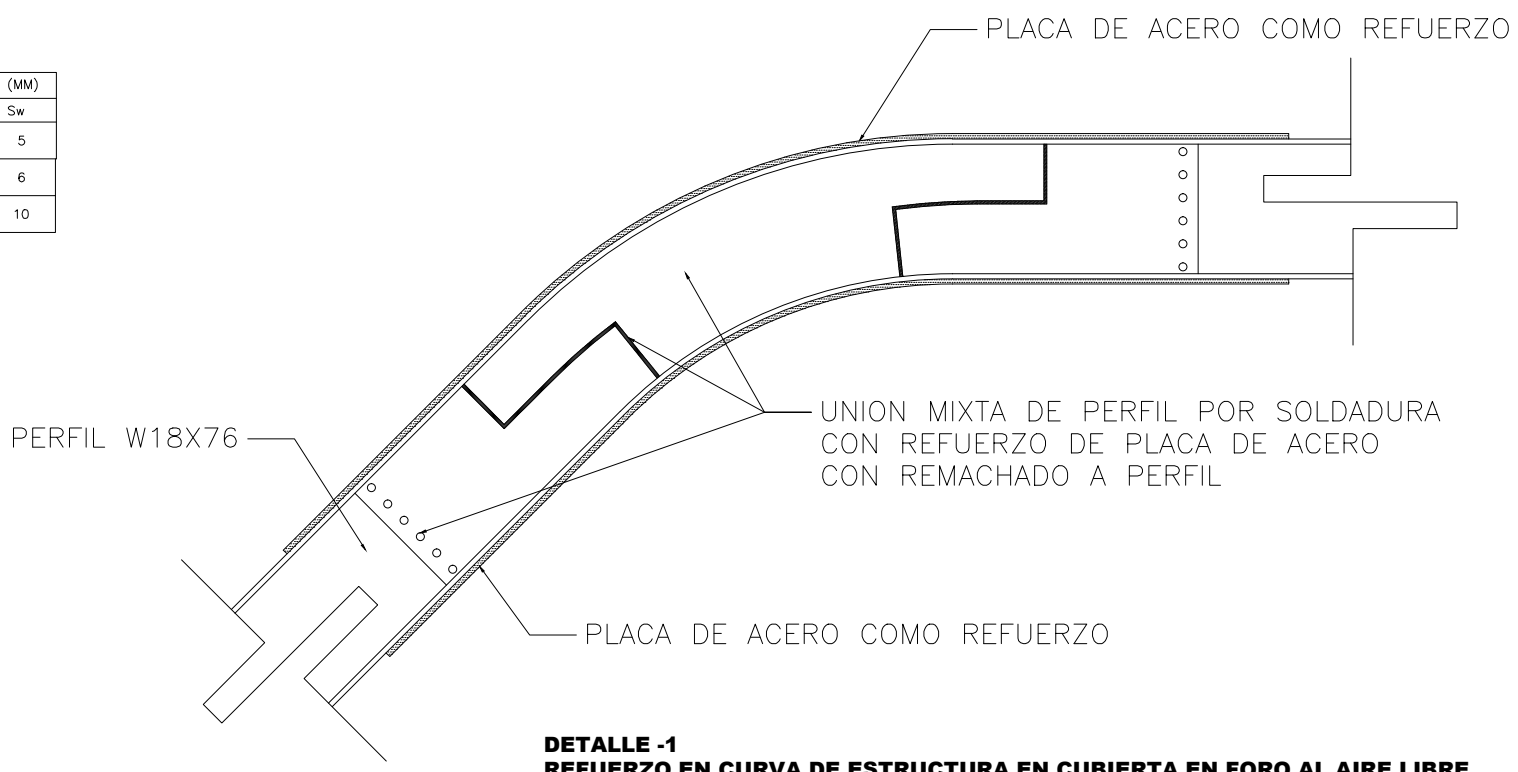 PLACA DE ACERO COMO REFUERZO
(MM)
Sw
5
6
10
UNION MIXTA DE PERFIL POR SOLDADURA
CON REFUERZO DE PLACA DE ACERO
CON REMACHADO A PERFIL
PERFIL W18X76
PLACA DE ACERO COMO REFUERZO
DETALLE -1
REFUERZO EN CURVA DE ESTRUCTURA EN CUBIERTA EN FORO AL AIRE LIBRE